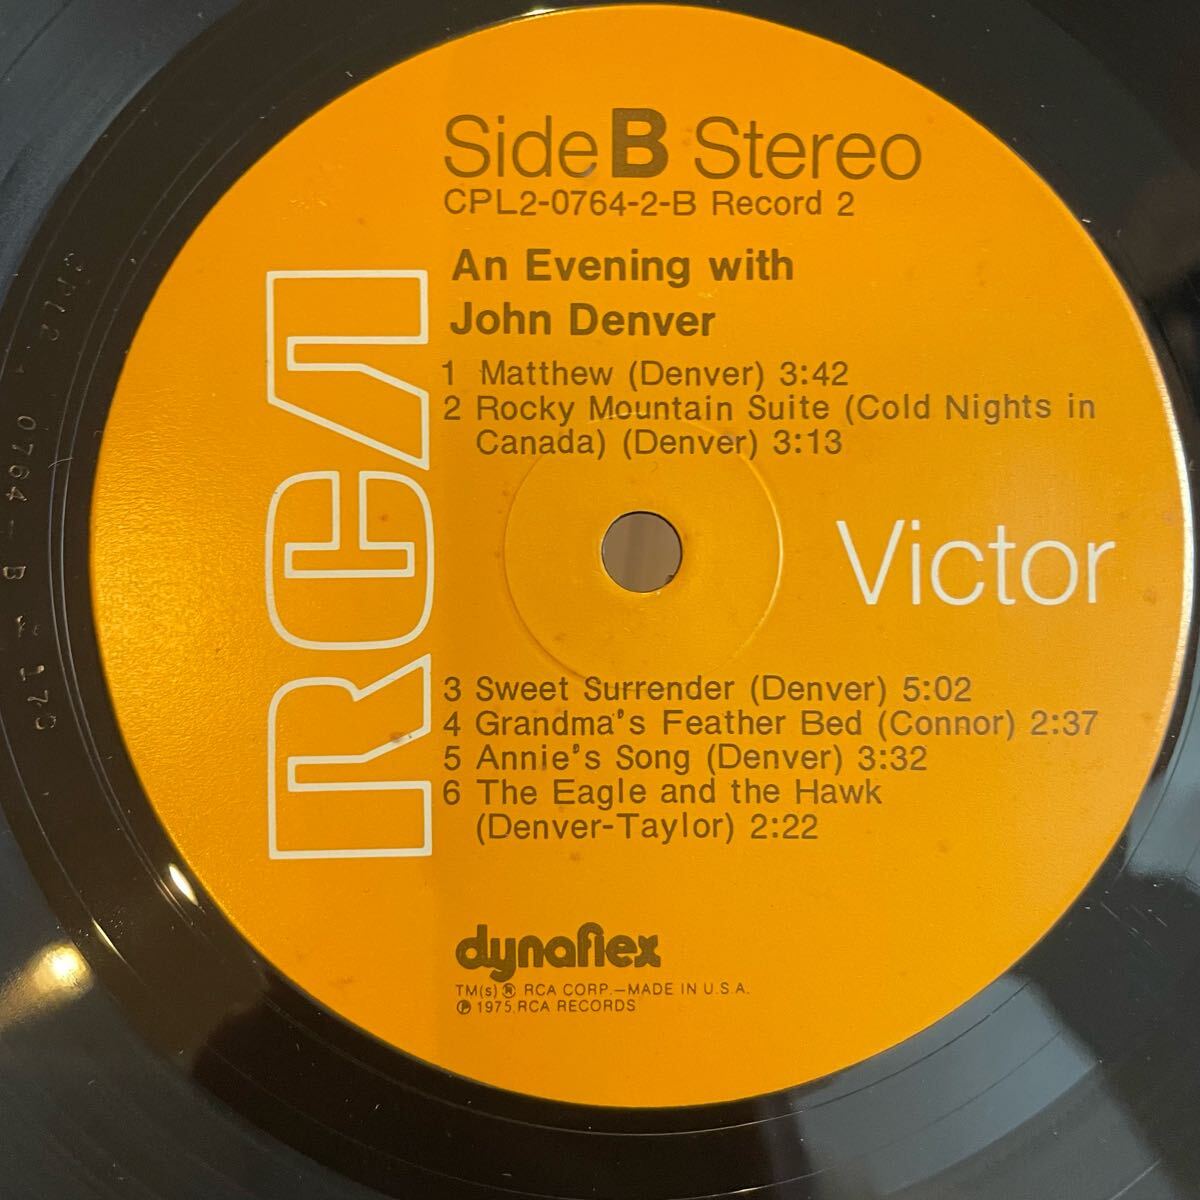 Side B Stereo
CPL2-0764-2-B Record 2
An Evening with
John Denver
1 Matthew (Denver) 3:42
2 Rocky Mountain Suite (Cold Nights in
Canada) (Denver) 3:13
RCA
Victor
3 Sweet Surrender (Denver) 5:02
4 Grandma's Feather Bed (Connor) 2:37
5 Annie's Song (Denver) 3:32
6 The Eagle and the Hawk
(Denver-Taylor) 2:22
dynaflex
TM(s) ® RCA CORP.—MADE IN U.S.A.
℗ 1975, RCA RECORDS